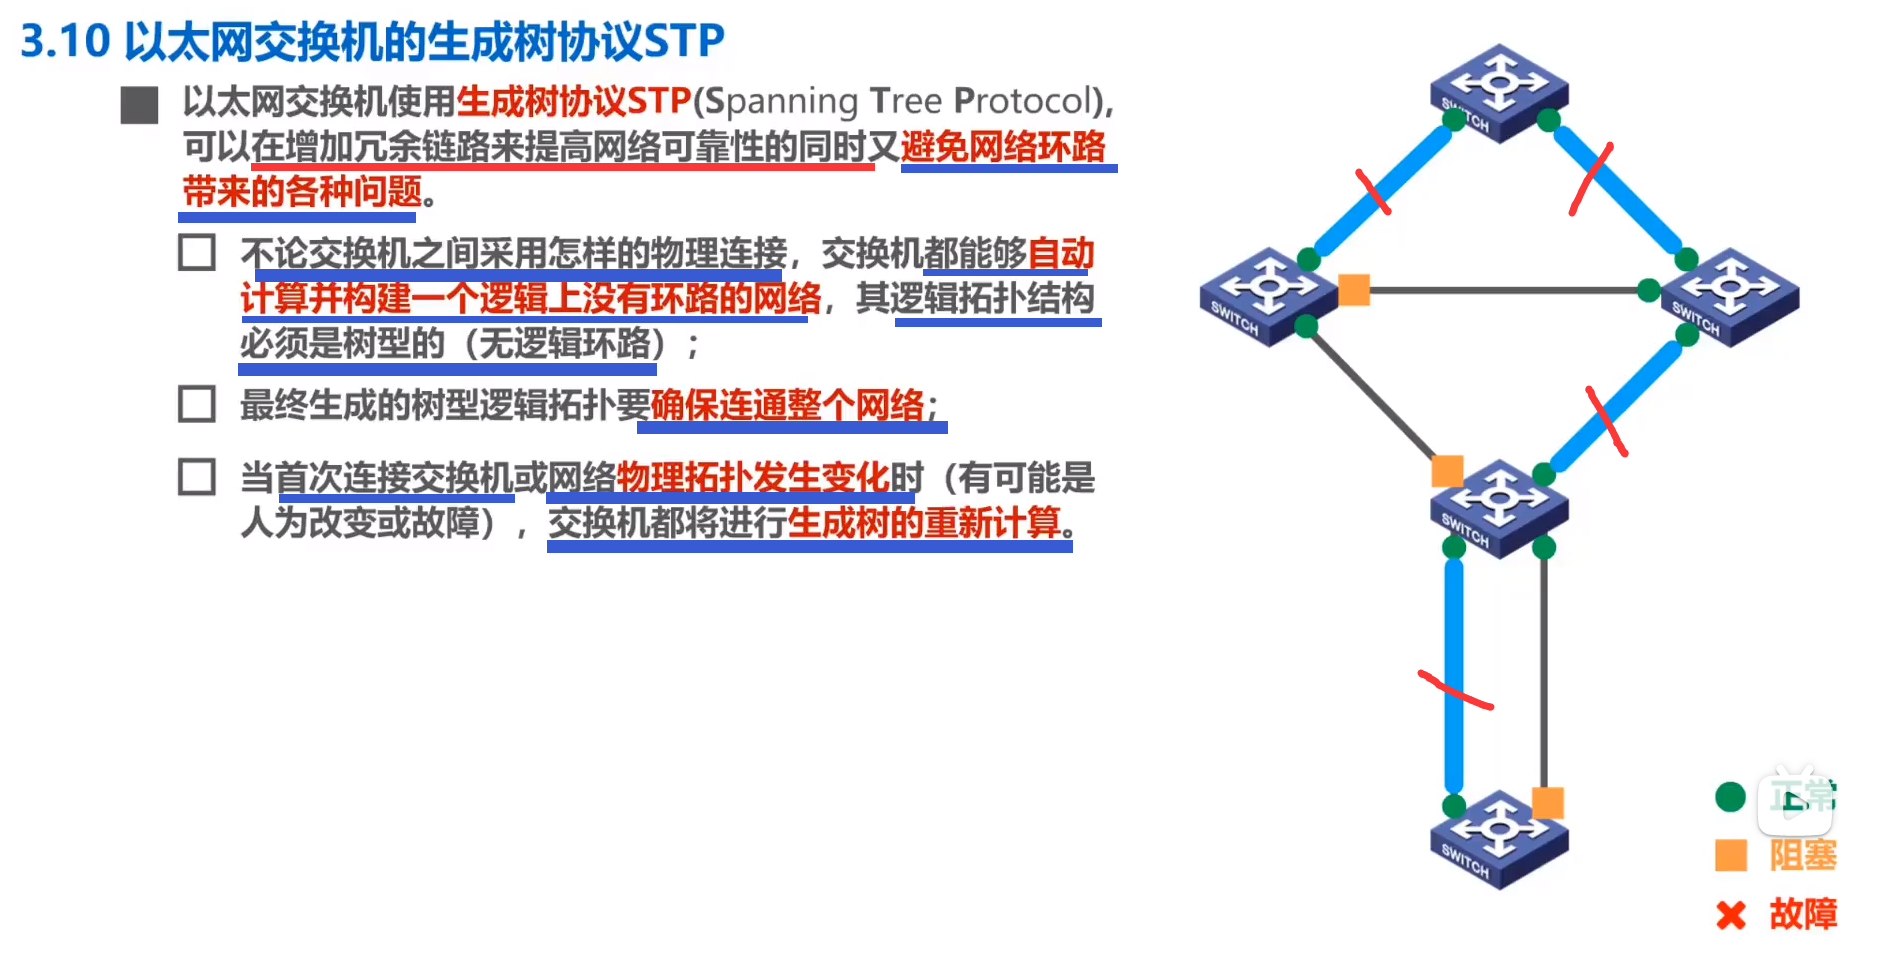 3.10 以太网交换机的生成树协议STP
以太网交换机使用生成树协议STP(Spanning Tree Protocol),
可以在增加冗余链路来提高网络可靠性的同时又避免网络环路
带来的各种问题。
不论交换机之间采用怎样的物理连接，交换机都能够自动
计算并构建一个逻辑上没有环路的网络，其逻辑拓扑结构
必须是树型的（无逻辑环路）；
最终生成的树型逻辑拓扑要确保连通整个网络；
当首次连接交换机或网络物理拓扑发生变化时（有可能是
人为改变或故障），交换机都将进行生成树的重新计算。
SWITCH
SWITCH
SWITCH
SWITCH
SWITCH
正常
阻塞
故障